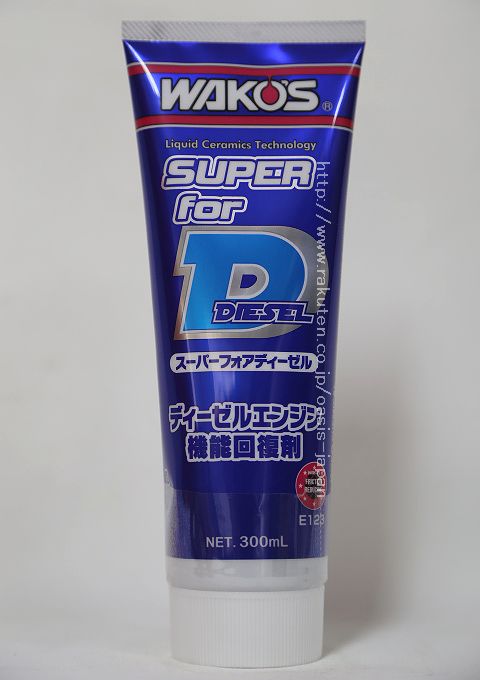 WAKO'S
®
Liquid Ceramics Technology
SUPER
for
D
DIESEL
スーパーフォアディーゼル
ディーゼルエンジン
機能回復剤
http://www.rakuten.co.jp/oasis-japan
E123
NET. 300mL